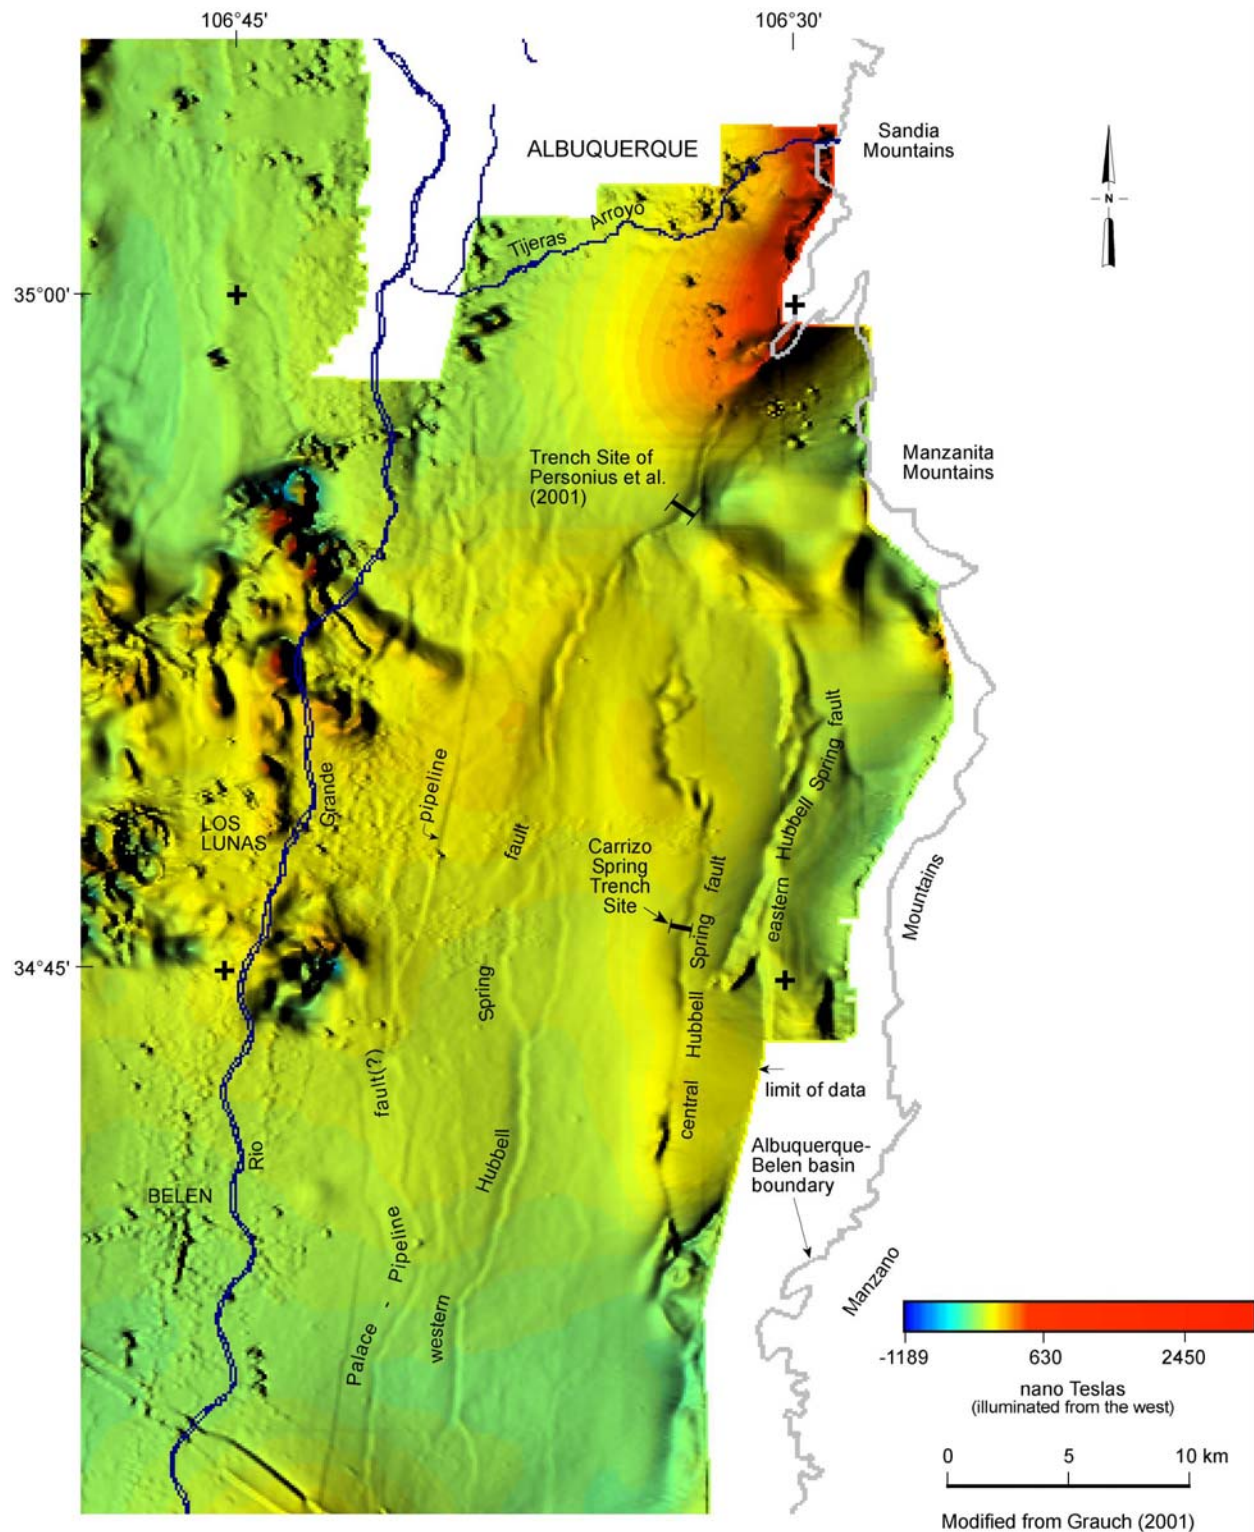 106°45'
106°30'
Sandia
Mountains
ALBUQUERQUE
N
Tijeras Arroyo
35°00'
Trench Site of
Personius et al.
(2001)
Manzanita
Mountains
pipeline
eastern Hubbell Spring fault
LOS
LUNAS
Rio Grande
Carrizo
Spring
Trench
Site
central Hubbell Spring fault
western Hubbell Spring fault
34°45'
Palace - Pipeline fault(?)
limit of data
Albuquerque-
Belen basin
boundary
BELEN
Manzano Mountains
-1189 630 2450
nano Teslas
(illuminated from the west)
0 5 10 km
Modified from Grauch (2001)